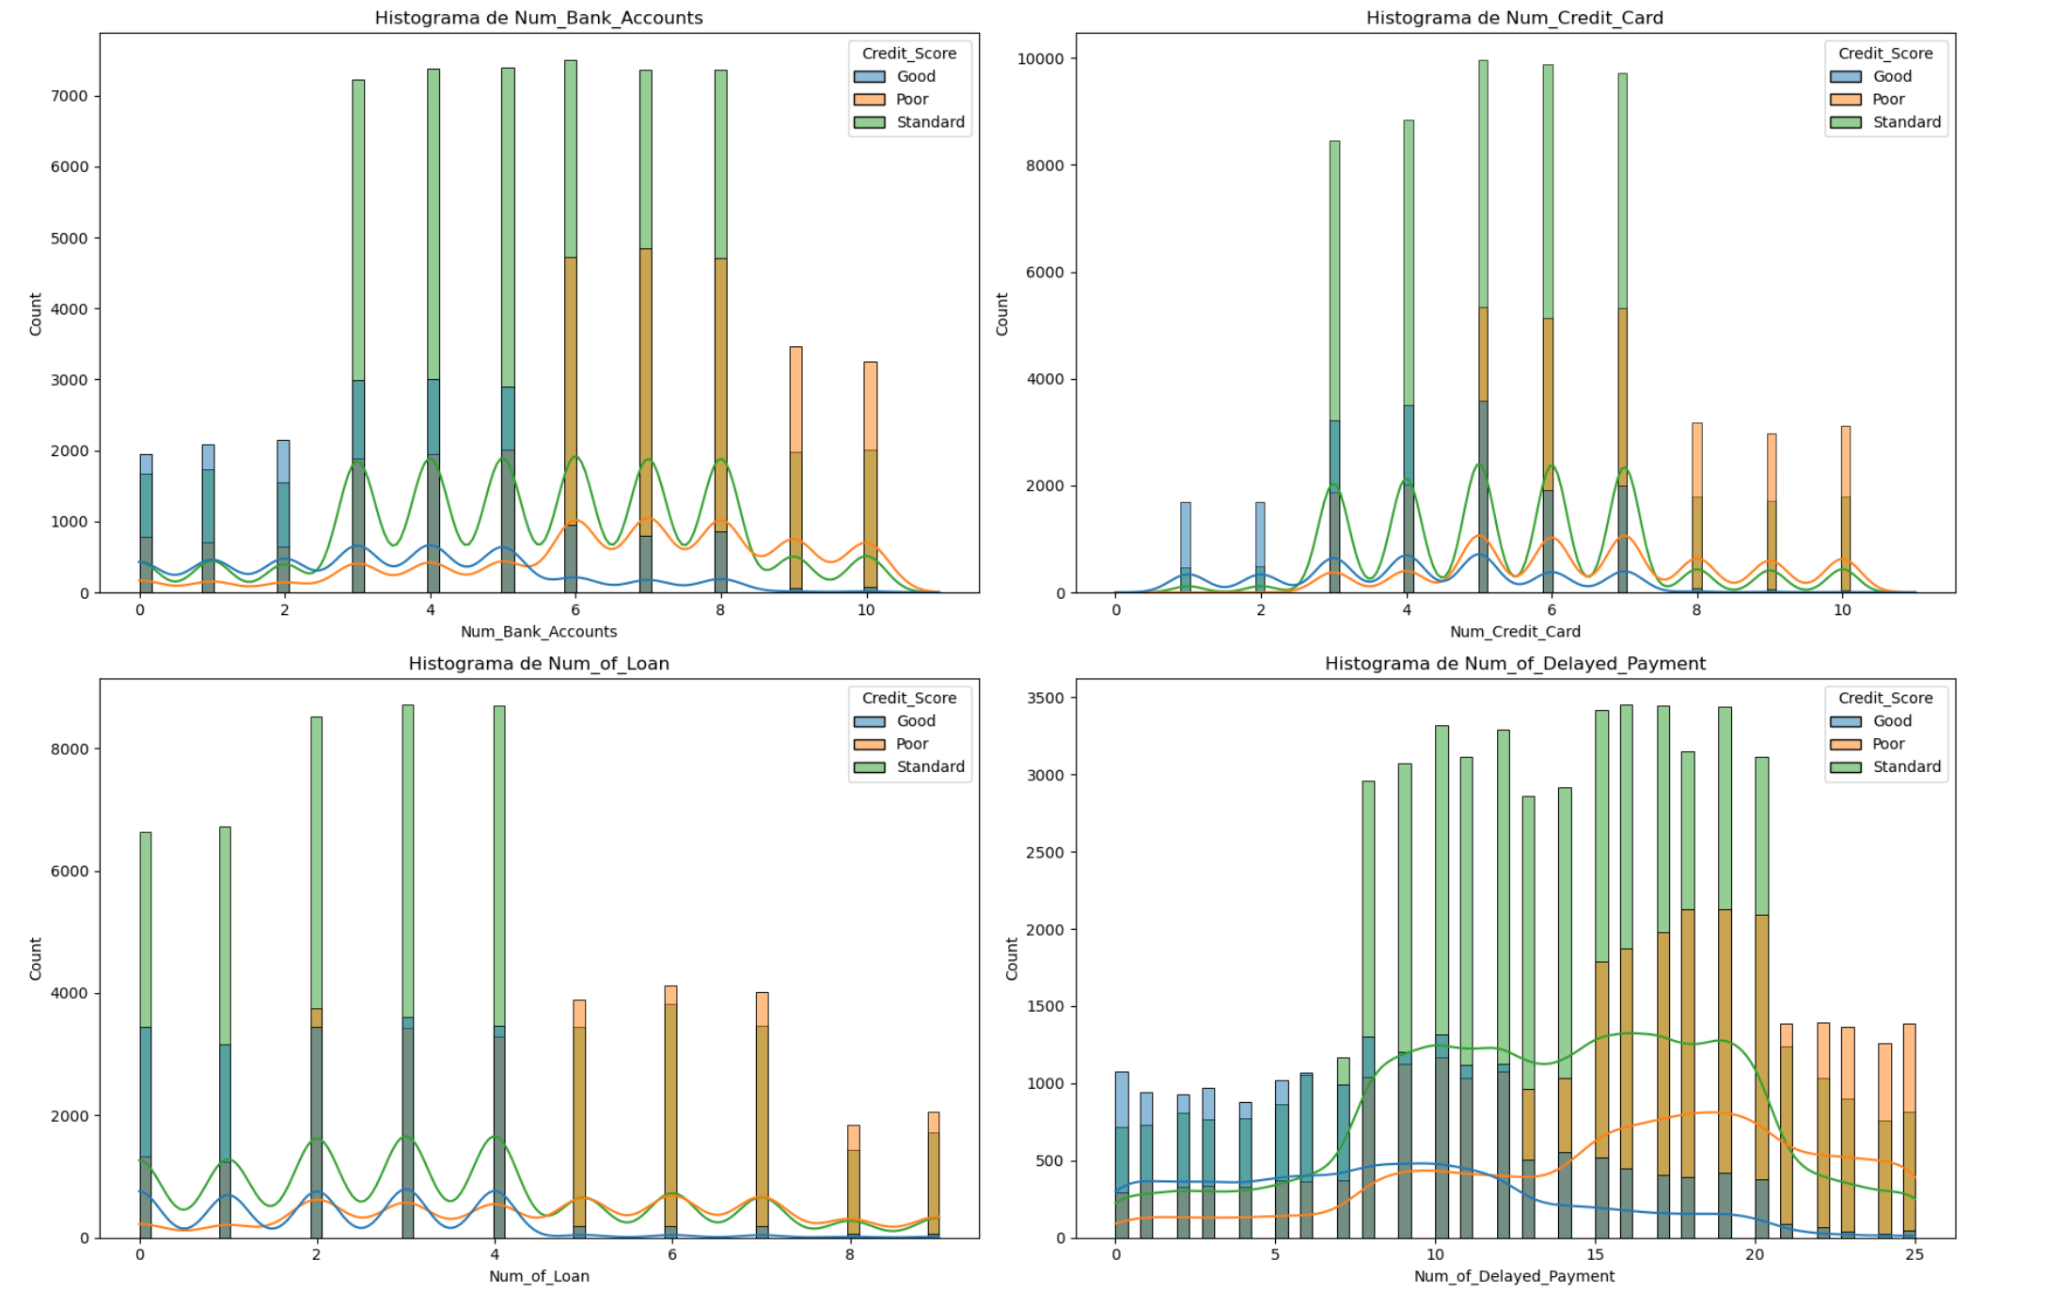 Histograma de Num_Bank_Accounts
Credit_Score
Good
Poor
Standard
7000
6000
5000
4000
3000
2000
1000
0
Count
0 2 4 6 8 10
Num_Bank_Accounts
Histograma de Num_Credit_Card
Credit_Score
Good
Poor
Standard
10000
8000
6000
4000
2000
0
Count
0 2 4 6 8 10
Num_Credit_Card
Histograma de Num_of_Loan
Credit_Score
Good
Poor
Standard
8000
6000
4000
2000
0
Count
0 2 4 6 8
Num_of_Loan
Histograma de Num_of_Delayed_Payment
Credit_Score
Good
Poor
Standard
3500
3000
2500
2000
1500
1000
500
0
Count
0 5 10 15 20 25
Num_of_Delayed_Payment